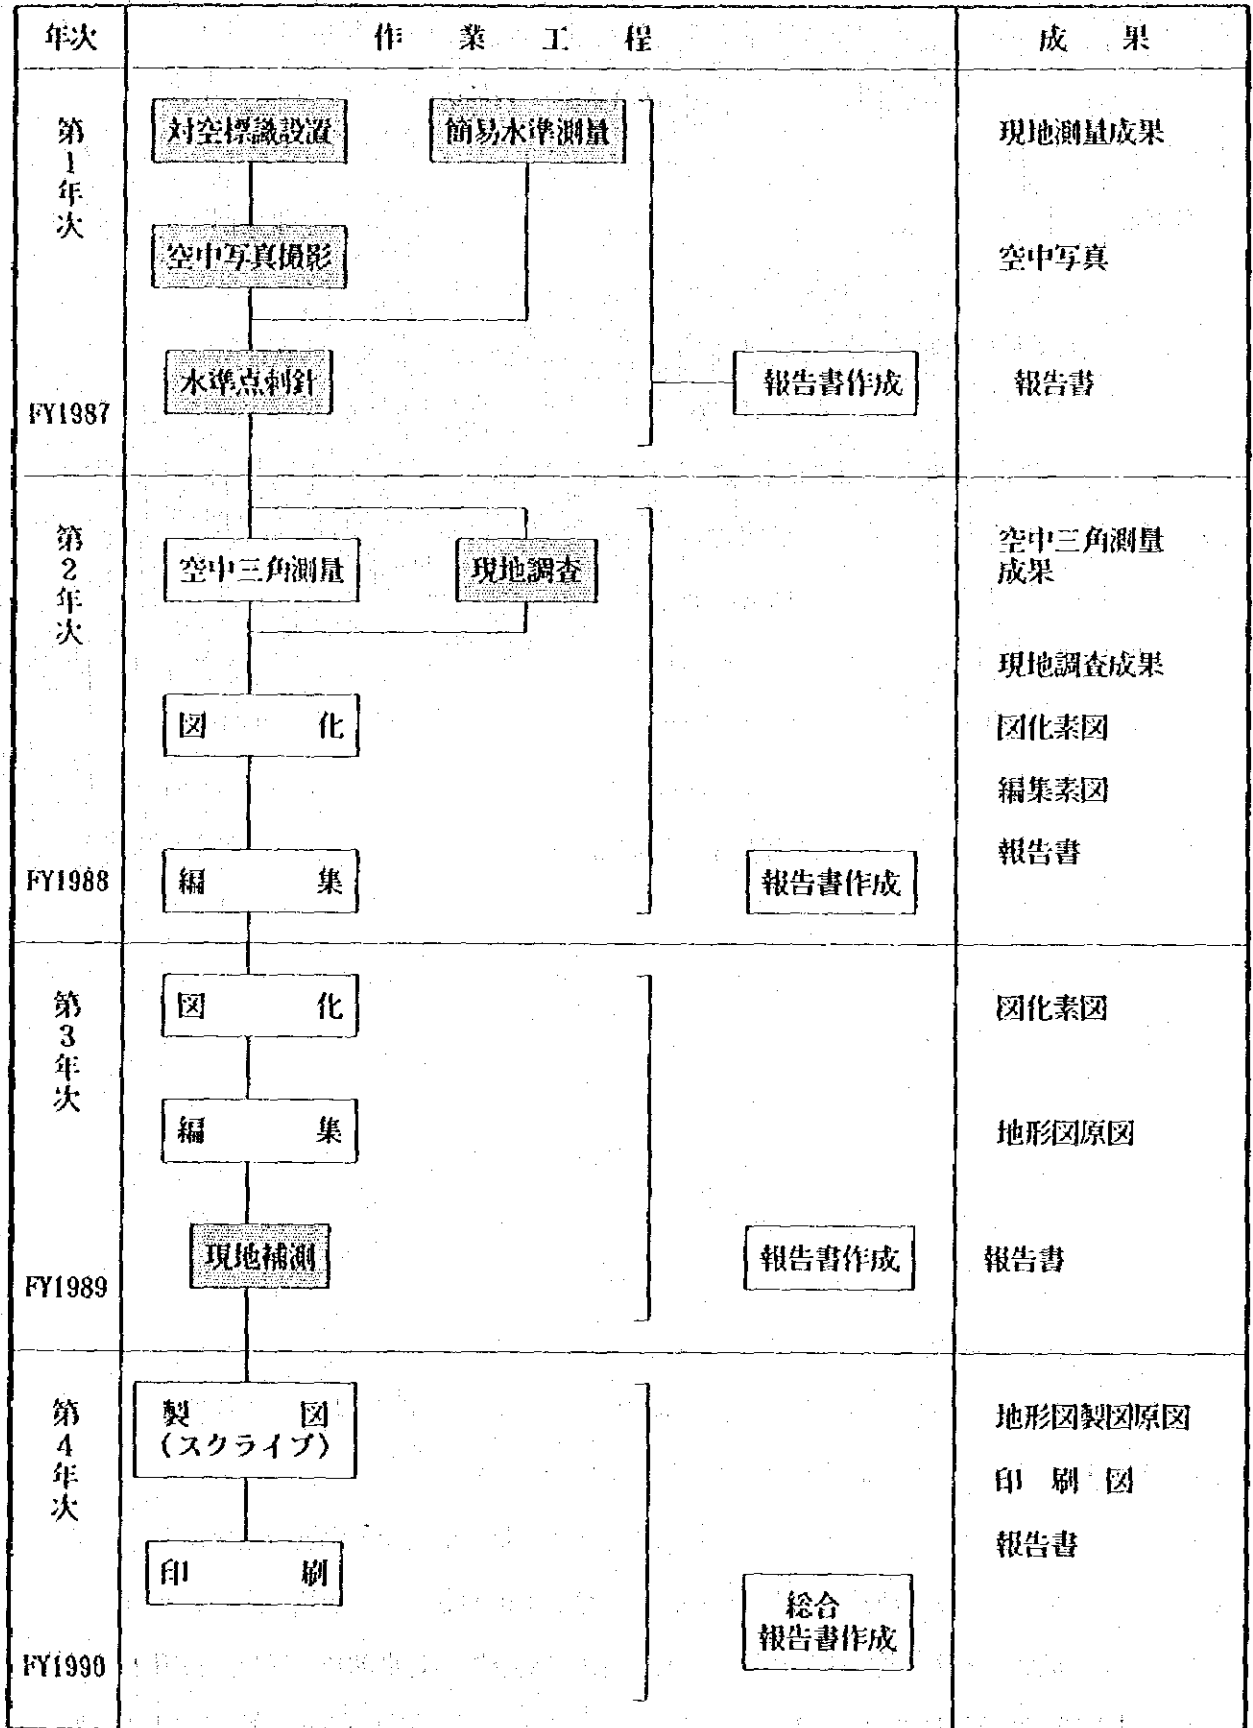 年次
作業工程
成果
第1年次
FY1987
対空標識設置
簡易水準測量
空中写真撮影
水準点刺針
報告書作成
現地測量成果
空中写真
報告書
第2年次
FY1988
空中三角測量
現地調査
図化
編集
報告書作成
空中三角測量
成果
現地調査成果
図化素図
編集素図
報告書
第3年次
FY1989
図化
編集
現地補測
報告書作成
図化素図
地形図原図
報告書
第4年次
FY1990
製図
(スクライブ)
印刷
総合
報告書作成
地形図製図原図
印刷図
報告書